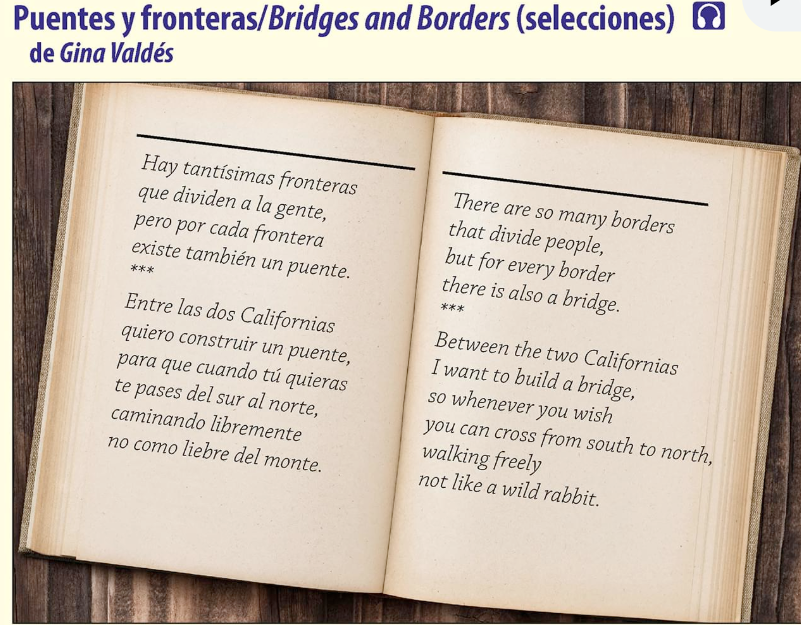 Puentes y fronteras/Bridges and Borders (selecciones)
de Gina Valdés
Hay tantísimas fronteras
que dividen a la gente,
pero por cada frontera
existe también un puente.
***
Entre las dos Californias
quiero construir un puente,
para que cuando tú quieras
te pases del sur al norte,
caminando libremente
no como liebre del monte.
There are so many borders
that divide people,
but for every border
there is also a bridge.
***
Between the two Californias
I want to build a bridge,
so whenever you wish
you can cross from south to north,
walking freely
not like a wild rabbit.